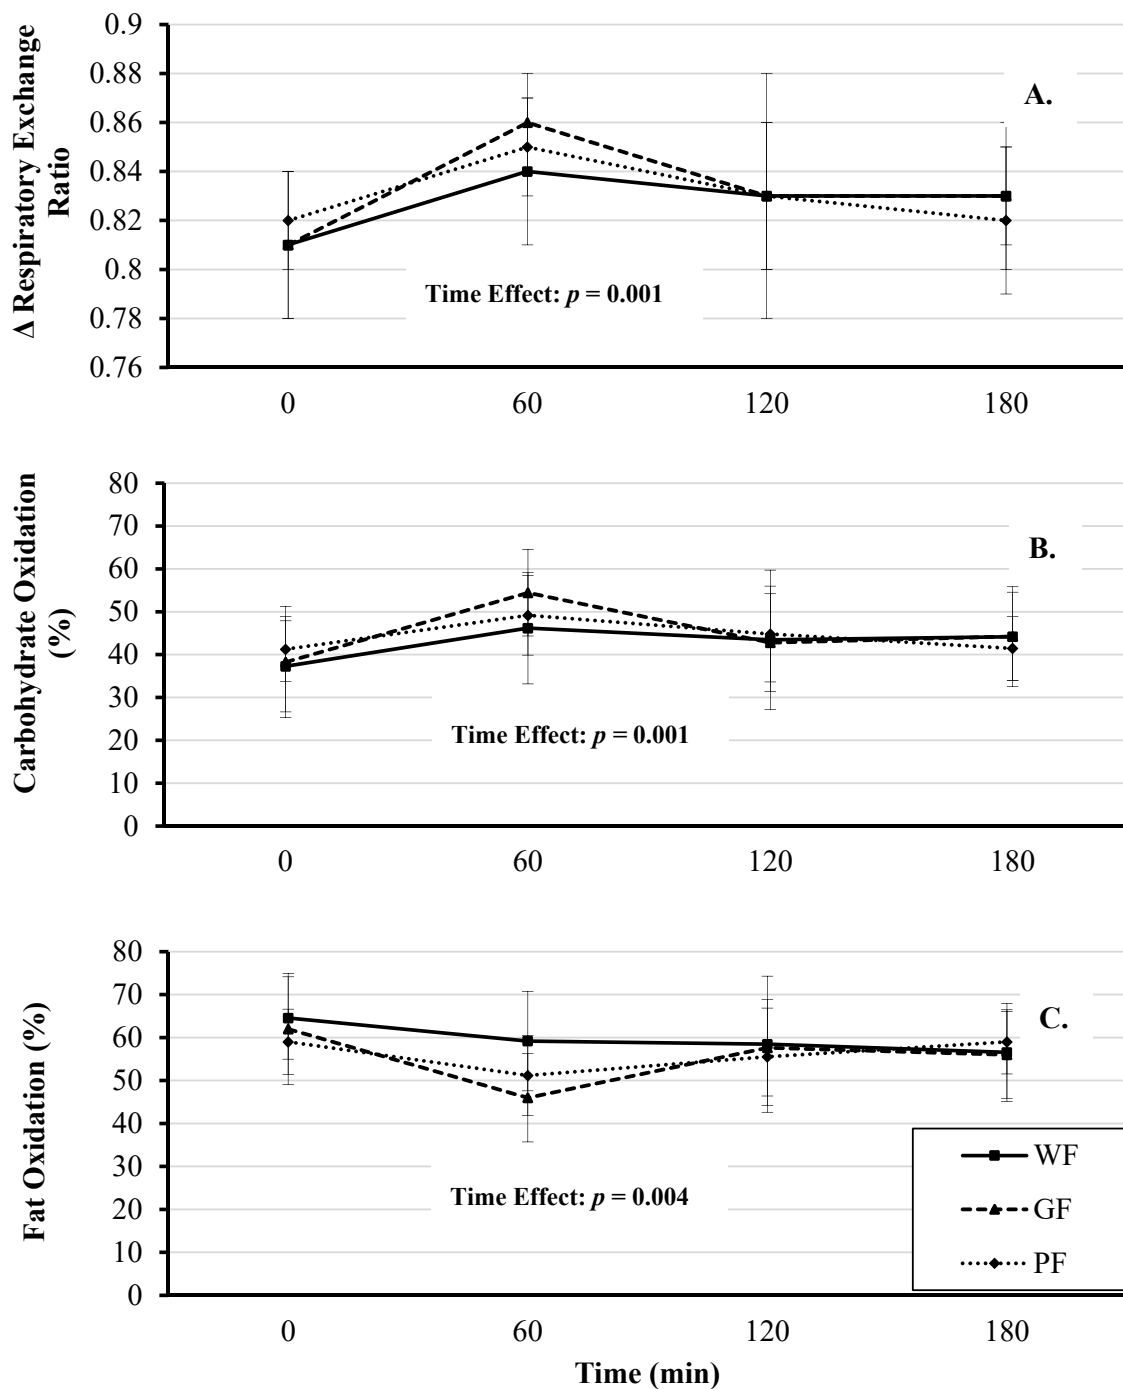 Δ Respiratory Exchange
Ratio
0.9
0.88
0.86
0.84
0.82
0.8
0.78
0.76
A.
Time Effect: p = 0.001
0 60 120 180
Carbohydrate Oxidation
(%)
80
70
60
50
40
30
20
10
0
B.
Time Effect: p = 0.001
0 60 120 180
Fat Oxidation (%)
80
70
60
50
40
30
20
10
0
C.
Time Effect: p = 0.004
WF
GF
PF
0 60 120 180
Time (min)